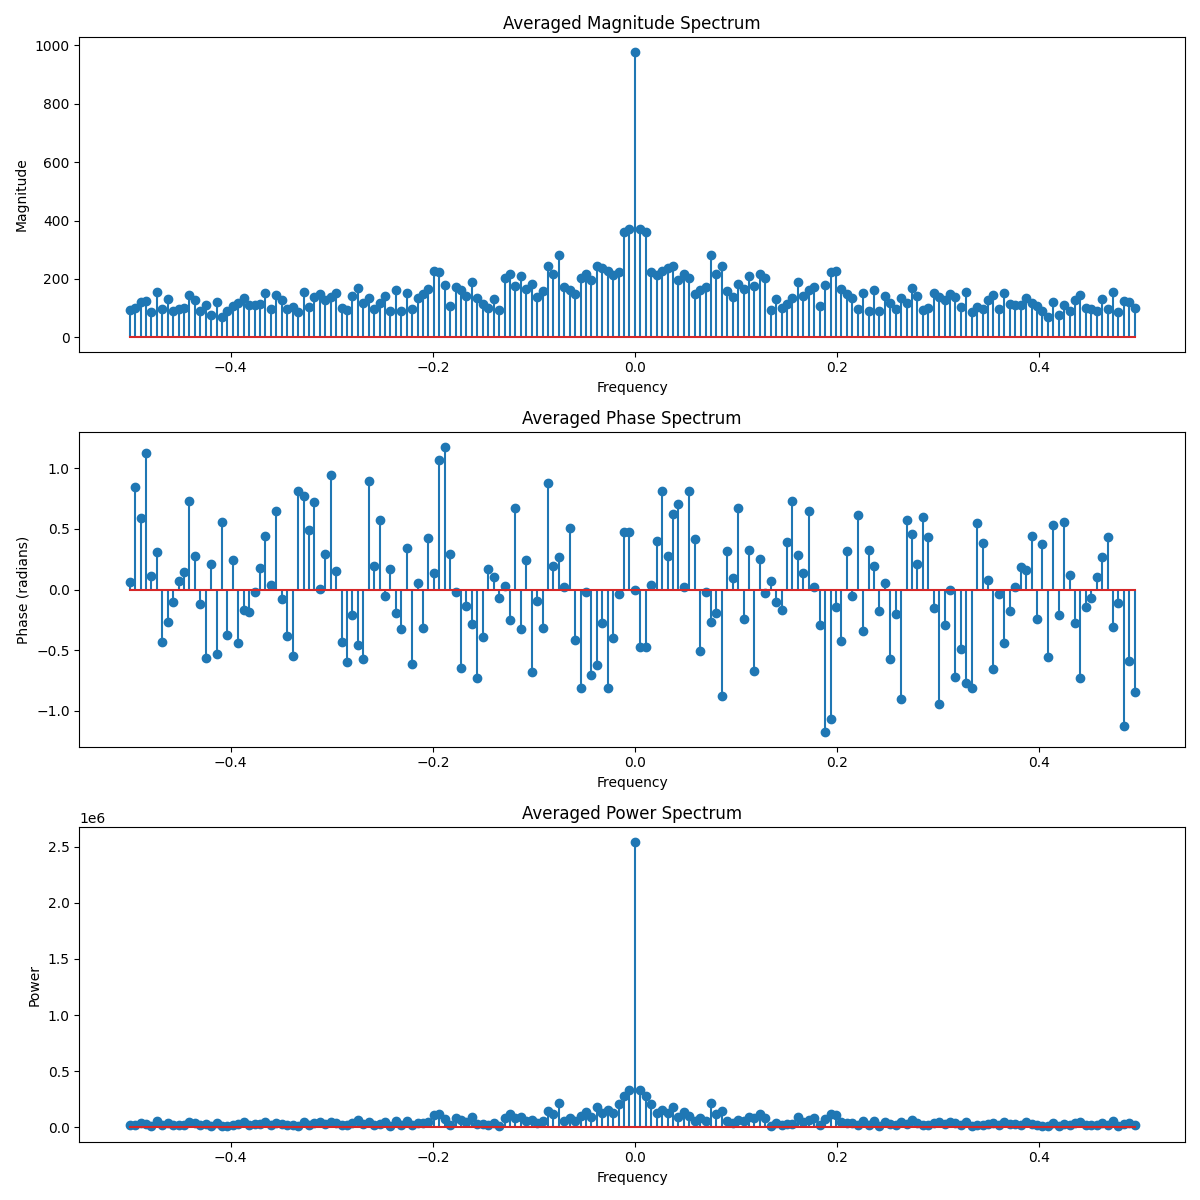 Averaged Magnitude Spectrum
1000
800
600
400
200
0
Magnitude
−0.4 −0.2 0.0 0.2 0.4
Frequency
Averaged Phase Spectrum
1.0
0.5
0.0
−0.5
−1.0
Phase (radians)
−0.4 −0.2 0.0 0.2 0.4
Frequency
Averaged Power Spectrum
1e6
2.5
2.0
1.5
1.0
0.5
0.0
Power
−0.4 −0.2 0.0 0.2 0.4
Frequency